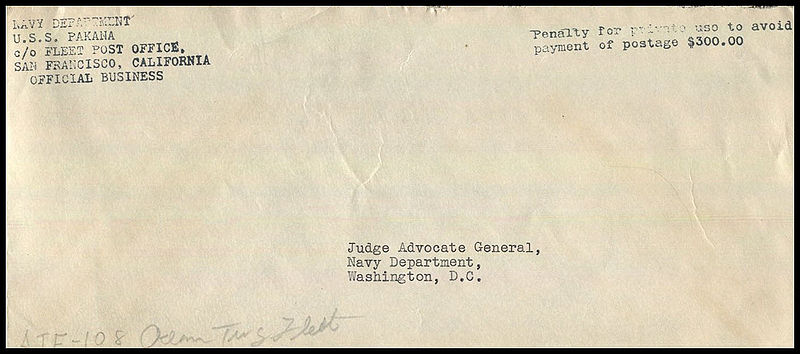 NAVY DEPARTMENT
U.S.S. PAKANA
c/o FLEET POST OFFICE,
SAN FRANCISCO, CALIFORNIA
OFFICIAL BUSINESS
Penalty for private use to avoid
payment of postage $300.00
Judge Advocate General,
Navy Department,
Washington, D.C.
ATF-108 Ocean Tug Fleet